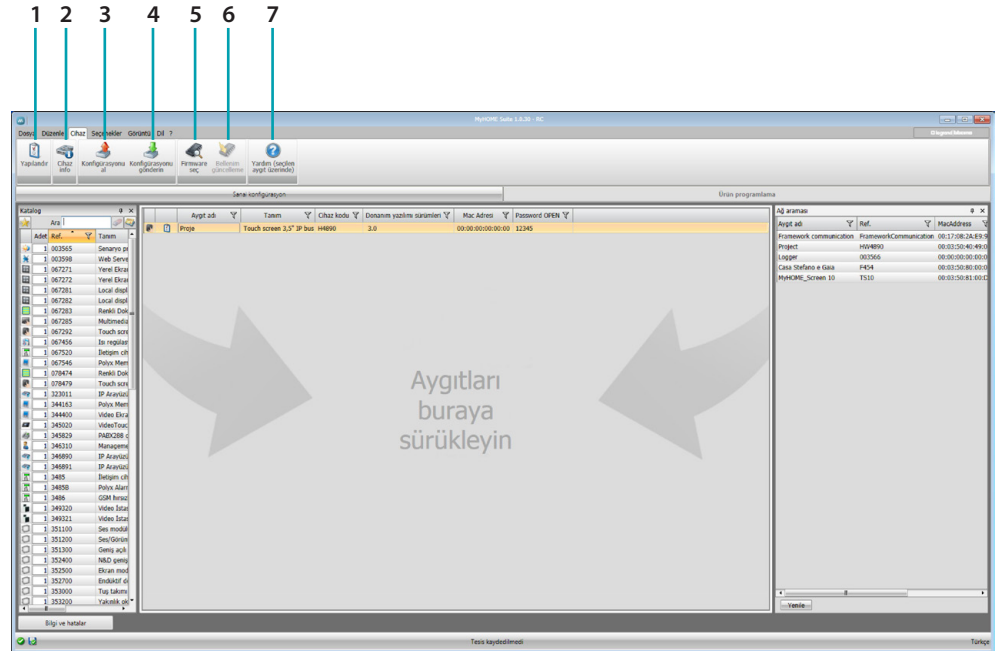 1 2 3 4 5 6 7
MyHOME Suite 1.0.30 - RC
Dosya Düzenle Cihaz Seçenekler Görüntü Dil ?
Yapılandır Cihaz info Konfigürasyonu al Konfigürasyonu gönderin Firmware seç Bellenim güncelleme Yardım (seçilen aygıt üzerinde)
Sanal konfigürasyon Ürün programlama
Katalog
Ara
Adet Ref. Tanım
1 003565 Senaryo pr
1 003598 Web Serve
1 067271 Yerel Ekra
1 067272 Yerel Ekra
1 067281 Local displ
1 067282 Local displ
1 067283 Renkli Dok
1 067285 Multimedia
1 067292 Touch scre
1 067456 Isı regülas
1 067520 İletişim cih
1 067546 Polyx Mem
1 078474 Renkli Dok
1 078479 Touch scre
1 323011 IP Arayüzü
1 344163 Polyx Mem
1 344400 Video Ekra
1 345020 VideoTouc
1 345829 PABX288 c
1 346310 Manageme
1 346890 IP Arayüzü
1 346891 IP Arayüzü
1 3485 İletişim cih
1 3485B Polyx Alarm
1 3486 GSM hırsız
1 349320 Video İstas
1 349321 Video İstas
1 351100 Ses modül
1 351200 Ses/Görün
1 351300 Geniş açılı
1 352400 N&D geniş
1 352500 Ekran mod
1 352700 Endüktif d
1 353000 Tuş takımı
1 353200 Yakınlık ok
Aygıt adı Tanım Cihaz kodu Donanım yazılımı sürümleri Mac Adresi Password OPEN
Proje Touch screen 3,5" IP bus H4890 3.0 00:00:00:00:00:00 12345
Aygıtları
buraya
sürükleyin
Ağ araması
Aygıt adı Ref. MacAddress
Framework communication FrameworkCommunication 00:17:08:2A:E9:9
Project HW4890 00:03:50:40:49:0
Logger 003566 00:00:00:00:00:0
Casa Stefano e Gaia F454 00:03:50:80:00:0
MyHOME_Screen 10 TS10 00:03:50:81:00:D
Yenile
Bilgi ve hatalar
Tesis kaydedilmedi Türkçe